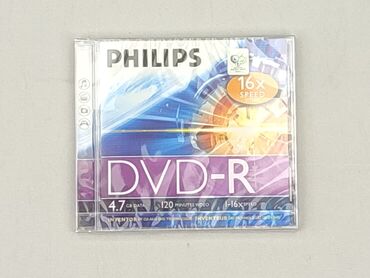 PHILIPS
16x
SPEED
DVD-R
4.7 GB DATA 120 MINUTES VIDEO 1-16x SPEED